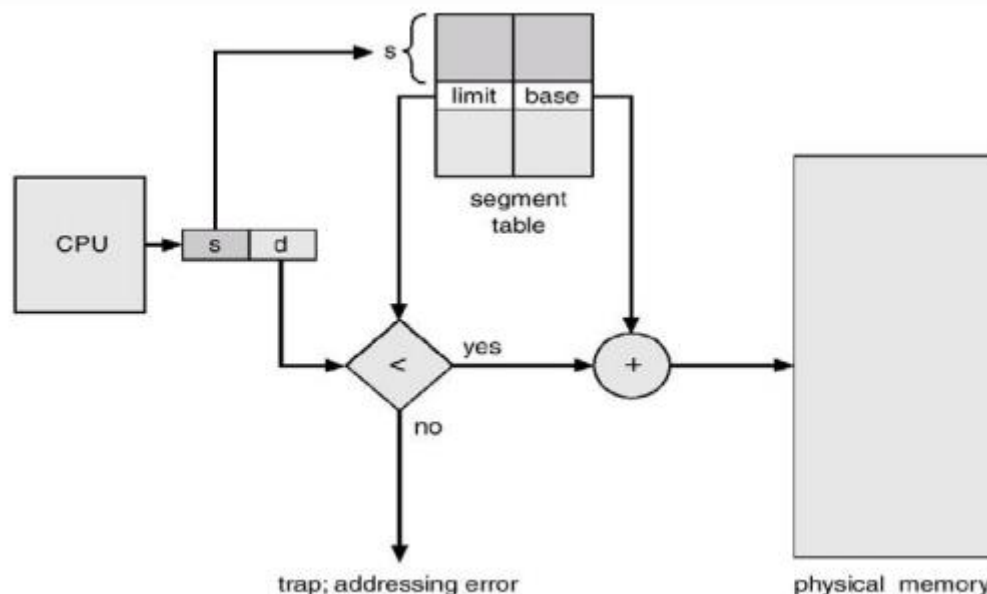 s
limit base
segment
table
CPU
s d
<
yes
+
no
trap; addressing error
physical memory